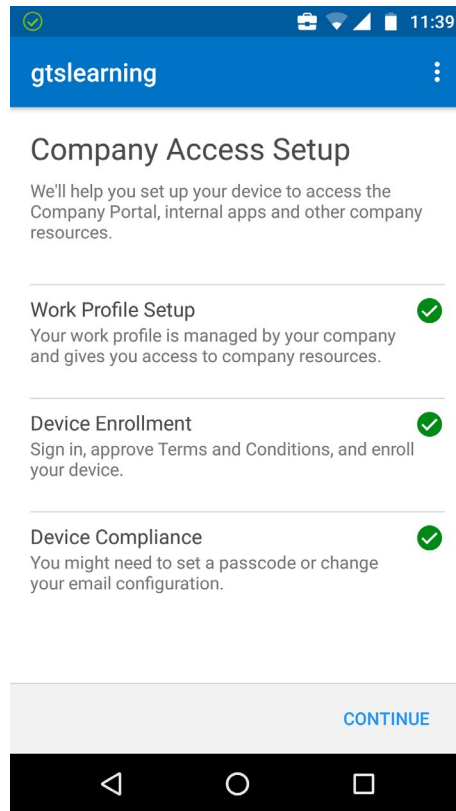 11:39
gtslearning
Company Access Setup
We'll help you set up your device to access the
Company Portal, internal apps and other company
resources.
Work Profile Setup
Your work profile is managed by your company
and gives you access to company resources.
Device Enrollment
Sign in, approve Terms and Conditions, and enroll
your device.
Device Compliance
You might need to set a passcode or change
your email configuration.
CONTINUE